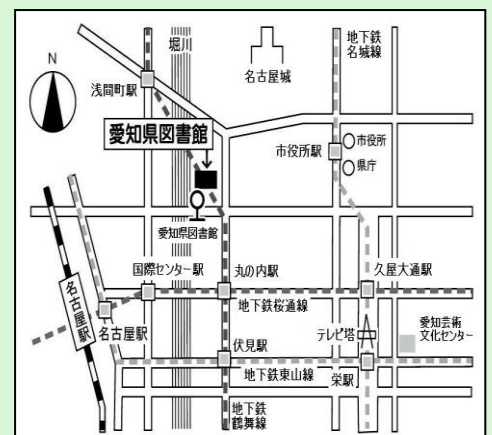 N
堀川
地下鉄
名城線
名古屋城
浅間町駅
愛知県図書館
市役所駅
市役所
県庁
愛知県図書館
国際センター駅
丸の内駅
久屋大通駅
名古屋駅
地下鉄桜通線
名古屋駅
伏見駅
テレビ塔
愛知芸術
文化センター
地下鉄東山線
栄駅
地下鉄
鶴舞線